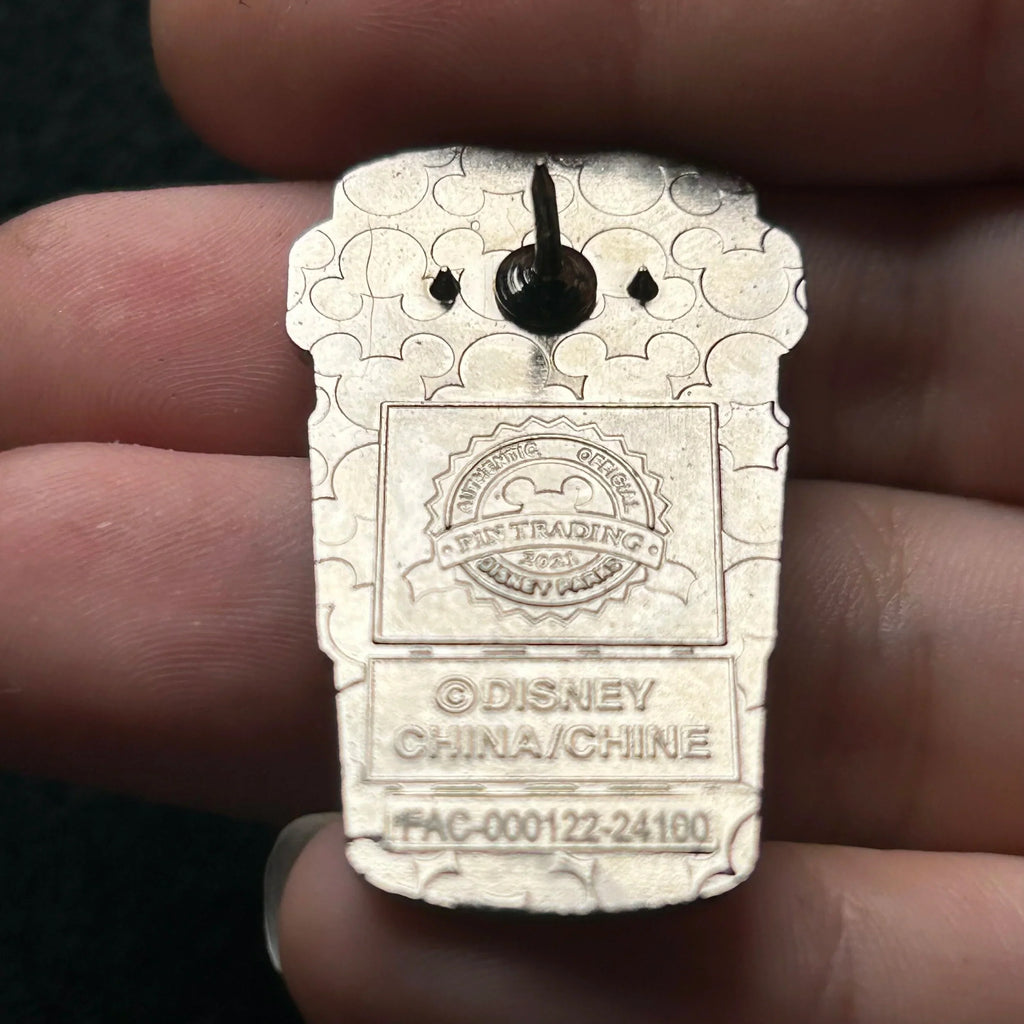 AUTHENTIC OFFICIAL
PIN TRADING
2021
DISNEY PARKS
©DISNEY
CHINA/CHINE
FAC-000122-24100